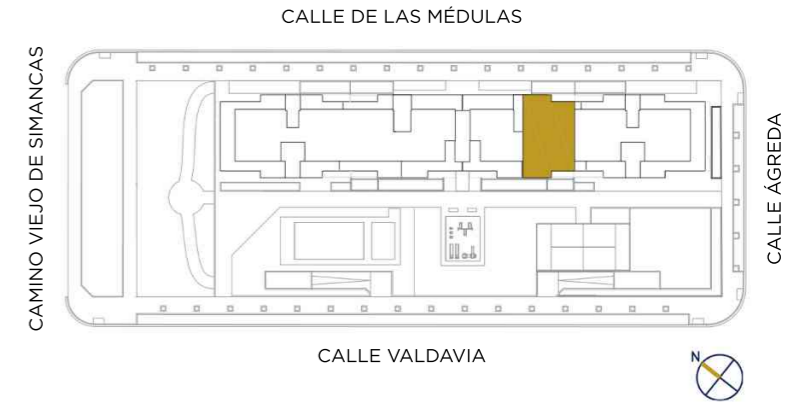 CALLE DE LAS MÉDULAS
CAMINO VIEJO DE SIMANCAS
CALLE ÁGREDA
CALLE VALDAVIA
N